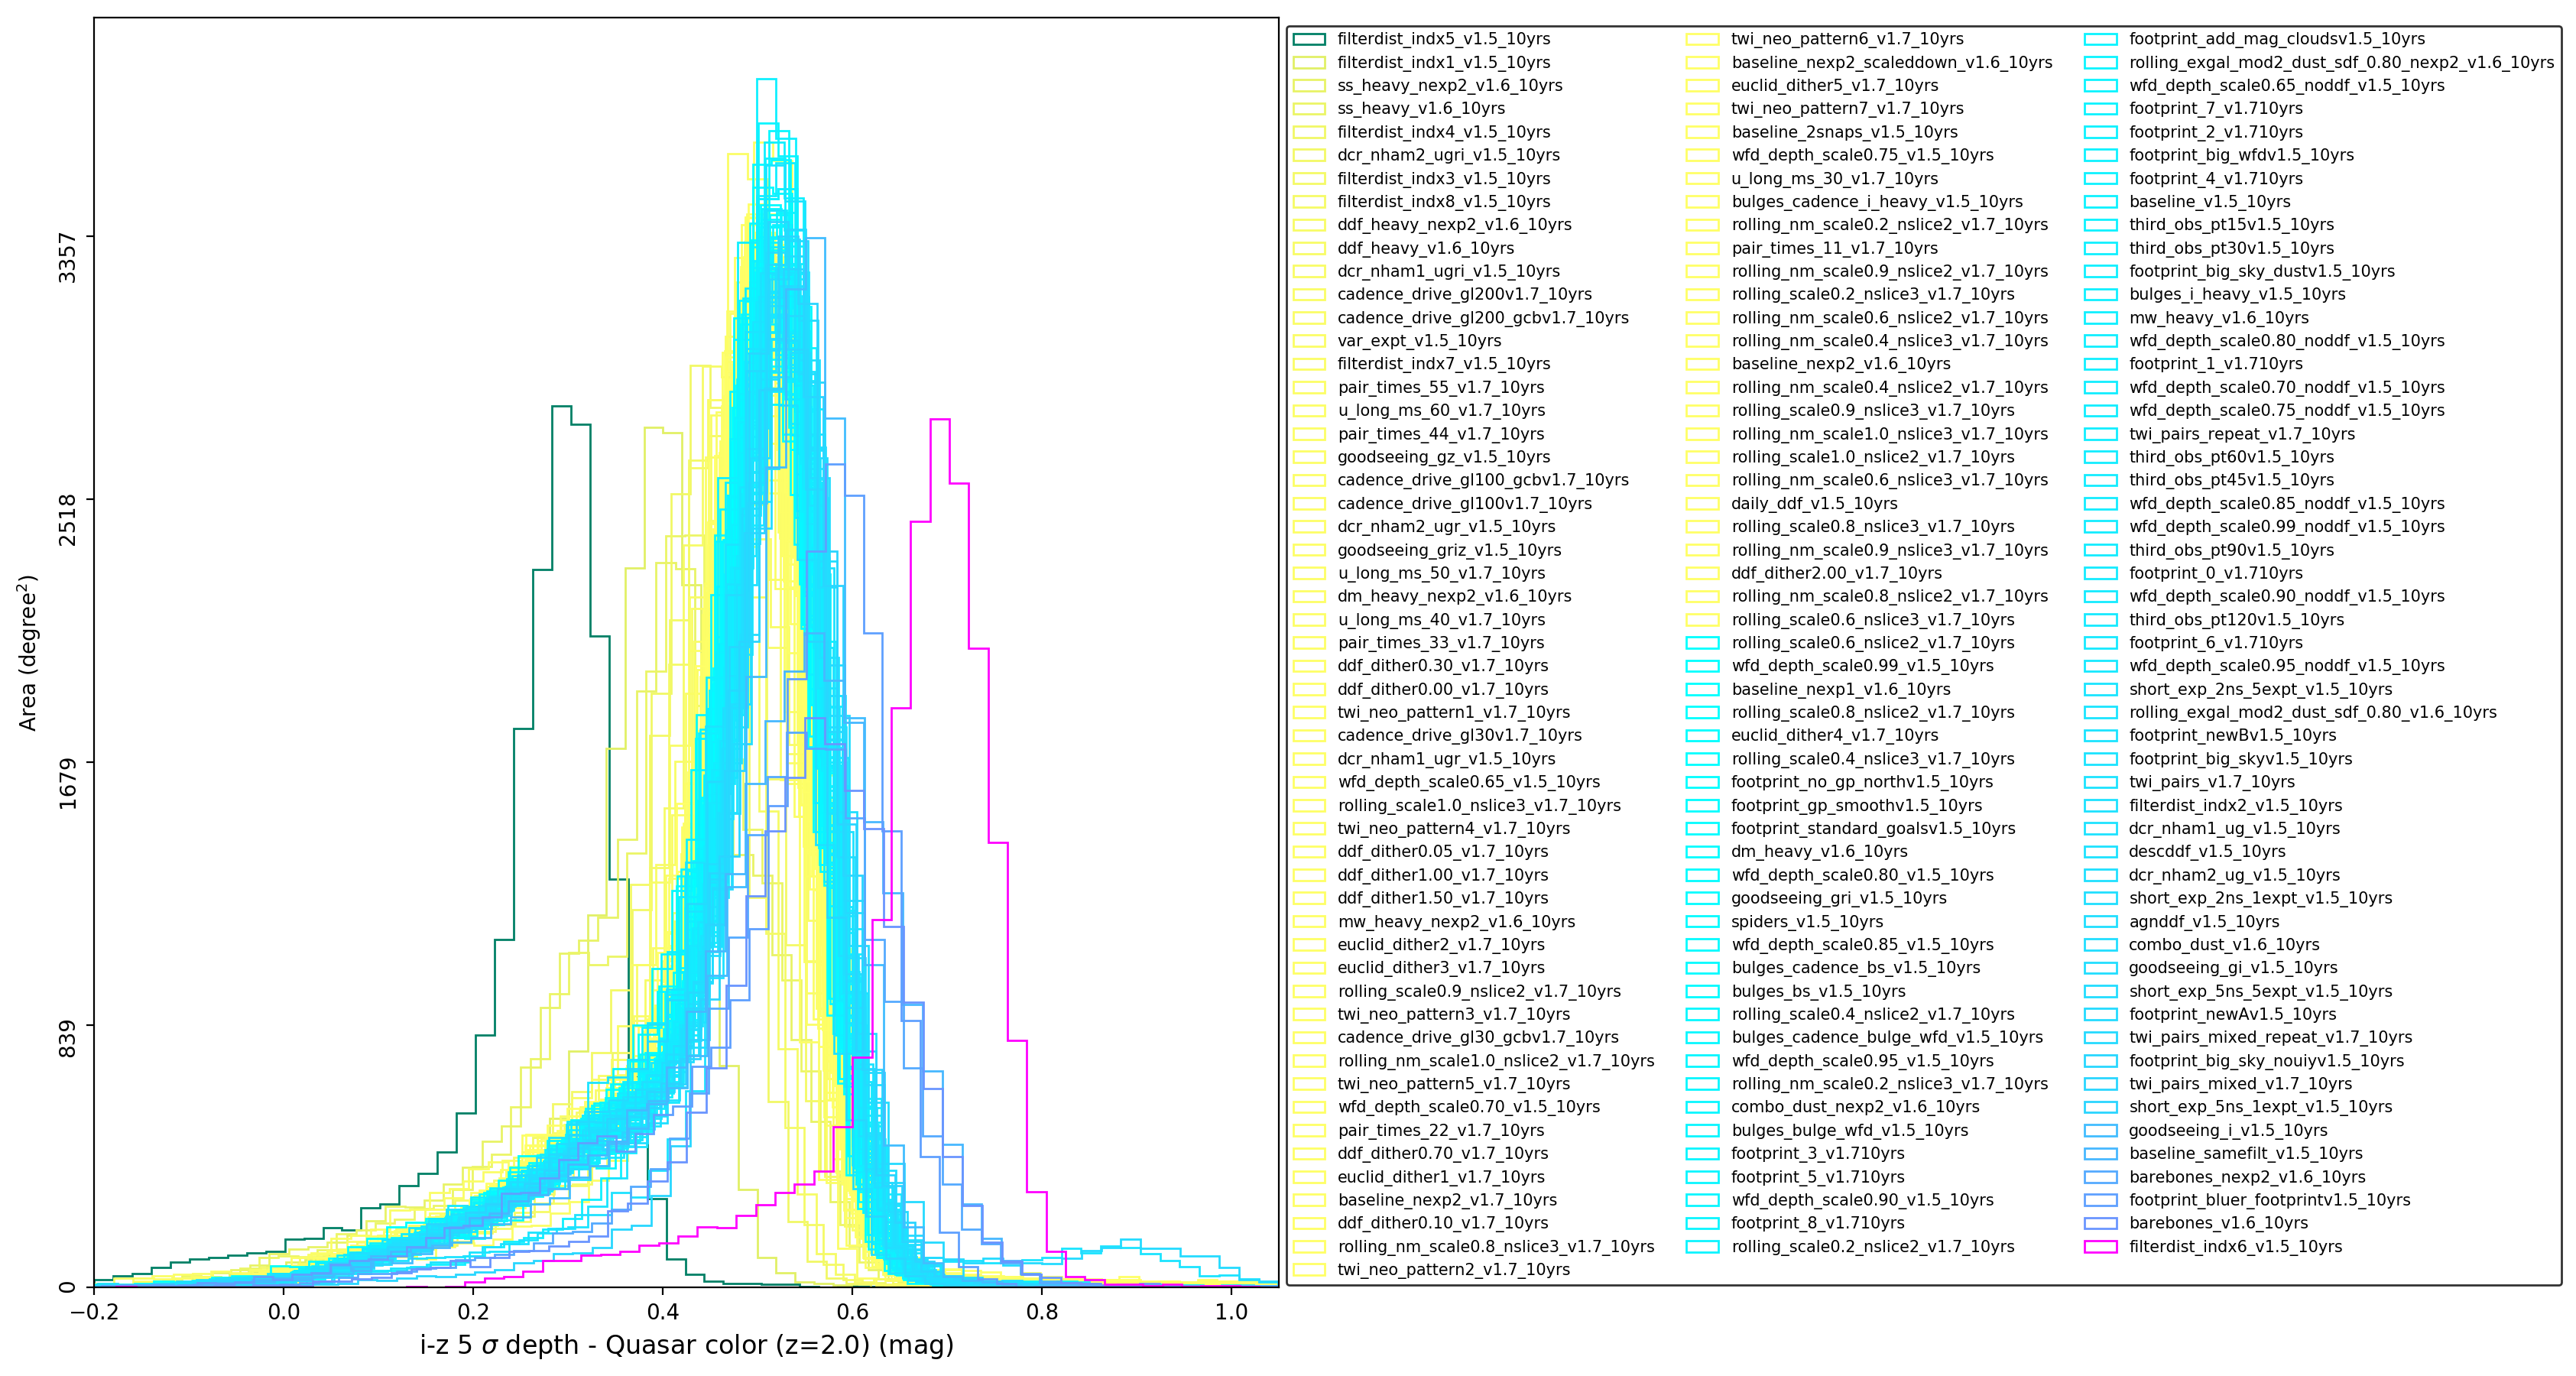 3357
2518
1679
839
0
Area (degree²)
−0.2
0.0
0.2
0.4
0.6
0.8
1.0
i-z 5 σ depth - Quasar color (z=2.0) (mag)
filterdist_indx5_v1.5_10yrs
filterdist_indx1_v1.5_10yrs
ss_heavy_nexp2_v1.6_10yrs
ss_heavy_v1.6_10yrs
filterdist_indx4_v1.5_10yrs
dcr_nham2_ugri_v1.5_10yrs
filterdist_indx3_v1.5_10yrs
filterdist_indx8_v1.5_10yrs
ddf_heavy_nexp2_v1.6_10yrs
ddf_heavy_v1.6_10yrs
dcr_nham1_ugri_v1.5_10yrs
cadence_drive_gl200v1.7_10yrs
cadence_drive_gl200_gcbv1.7_10yrs
var_expt_v1.5_10yrs
filterdist_indx7_v1.5_10yrs
pair_times_55_v1.7_10yrs
u_long_ms_60_v1.7_10yrs
pair_times_44_v1.7_10yrs
goodseeing_gz_v1.5_10yrs
cadence_drive_gl100_gcbv1.7_10yrs
cadence_drive_gl100v1.7_10yrs
dcr_nham2_ugr_v1.5_10yrs
goodseeing_griz_v1.5_10yrs
u_long_ms_50_v1.7_10yrs
dm_heavy_nexp2_v1.6_10yrs
u_long_ms_40_v1.7_10yrs
pair_times_33_v1.7_10yrs
ddf_dither0.30_v1.7_10yrs
ddf_dither0.00_v1.7_10yrs
twi_neo_pattern1_v1.7_10yrs
cadence_drive_gl30v1.7_10yrs
dcr_nham1_ugr_v1.5_10yrs
wfd_depth_scale0.65_v1.5_10yrs
rolling_scale1.0_nslice3_v1.7_10yrs
twi_neo_pattern4_v1.7_10yrs
ddf_dither0.05_v1.7_10yrs
ddf_dither1.00_v1.7_10yrs
ddf_dither1.50_v1.7_10yrs
mw_heavy_nexp2_v1.6_10yrs
euclid_dither2_v1.7_10yrs
euclid_dither3_v1.7_10yrs
rolling_scale0.9_nslice2_v1.7_10yrs
twi_neo_pattern3_v1.7_10yrs
cadence_drive_gl30_gcbv1.7_10yrs
rolling_nm_scale1.0_nslice2_v1.7_10yrs
twi_neo_pattern5_v1.7_10yrs
wfd_depth_scale0.70_v1.5_10yrs
pair_times_22_v1.7_10yrs
ddf_dither0.70_v1.7_10yrs
euclid_dither1_v1.7_10yrs
baseline_nexp2_v1.7_10yrs
ddf_dither0.10_v1.7_10yrs
rolling_nm_scale0.8_nslice3_v1.7_10yrs
twi_neo_pattern2_v1.7_10yrs
twi_neo_pattern6_v1.7_10yrs
baseline_nexp2_scaleddown_v1.6_10yrs
euclid_dither5_v1.7_10yrs
twi_neo_pattern7_v1.7_10yrs
baseline_2snaps_v1.5_10yrs
wfd_depth_scale0.75_v1.5_10yrs
u_long_ms_30_v1.7_10yrs
bulges_cadence_i_heavy_v1.5_10yrs
rolling_nm_scale0.2_nslice2_v1.7_10yrs
pair_times_11_v1.7_10yrs
rolling_nm_scale0.9_nslice2_v1.7_10yrs
rolling_scale0.2_nslice3_v1.7_10yrs
rolling_nm_scale0.6_nslice2_v1.7_10yrs
rolling_nm_scale0.4_nslice3_v1.7_10yrs
baseline_nexp2_v1.6_10yrs
rolling_nm_scale0.4_nslice2_v1.7_10yrs
rolling_scale0.9_nslice3_v1.7_10yrs
rolling_nm_scale1.0_nslice3_v1.7_10yrs
rolling_scale1.0_nslice2_v1.7_10yrs
rolling_nm_scale0.6_nslice3_v1.7_10yrs
daily_ddf_v1.5_10yrs
rolling_scale0.8_nslice3_v1.7_10yrs
rolling_nm_scale0.9_nslice3_v1.7_10yrs
ddf_dither2.00_v1.7_10yrs
rolling_nm_scale0.8_nslice2_v1.7_10yrs
rolling_scale0.6_nslice3_v1.7_10yrs
rolling_scale0.6_nslice2_v1.7_10yrs
wfd_depth_scale0.99_v1.5_10yrs
baseline_nexp1_v1.6_10yrs
rolling_scale0.8_nslice2_v1.7_10yrs
euclid_dither4_v1.7_10yrs
rolling_scale0.4_nslice3_v1.7_10yrs
footprint_no_gp_northv1.5_10yrs
footprint_gp_smoothv1.5_10yrs
footprint_standard_goalsv1.5_10yrs
dm_heavy_v1.6_10yrs
wfd_depth_scale0.80_v1.5_10yrs
goodseeing_gri_v1.5_10yrs
spiders_v1.5_10yrs
wfd_depth_scale0.85_v1.5_10yrs
bulges_cadence_bs_v1.5_10yrs
bulges_bs_v1.5_10yrs
rolling_scale0.4_nslice2_v1.7_10yrs
bulges_cadence_bulge_wfd_v1.5_10yrs
wfd_depth_scale0.95_v1.5_10yrs
rolling_nm_scale0.2_nslice3_v1.7_10yrs
combo_dust_nexp2_v1.6_10yrs
bulges_bulge_wfd_v1.5_10yrs
footprint_3_v1.710yrs
footprint_5_v1.710yrs
wfd_depth_scale0.90_v1.5_10yrs
footprint_8_v1.710yrs
rolling_scale0.2_nslice2_v1.7_10yrs
footprint_add_mag_cloudsv1.5_10yrs
rolling_exgal_mod2_dust_sdf_0.80_nexp2_v1.6_10yrs
wfd_depth_scale0.65_noddf_v1.5_10yrs
footprint_7_v1.710yrs
footprint_2_v1.710yrs
footprint_big_wfdv1.5_10yrs
footprint_4_v1.710yrs
baseline_v1.5_10yrs
third_obs_pt15v1.5_10yrs
third_obs_pt30v1.5_10yrs
footprint_big_sky_dustv1.5_10yrs
bulges_i_heavy_v1.5_10yrs
mw_heavy_v1.6_10yrs
wfd_depth_scale0.80_noddf_v1.5_10yrs
footprint_1_v1.710yrs
wfd_depth_scale0.70_noddf_v1.5_10yrs
wfd_depth_scale0.75_noddf_v1.5_10yrs
twi_pairs_repeat_v1.7_10yrs
third_obs_pt60v1.5_10yrs
third_obs_pt45v1.5_10yrs
wfd_depth_scale0.85_noddf_v1.5_10yrs
wfd_depth_scale0.99_noddf_v1.5_10yrs
third_obs_pt90v1.5_10yrs
footprint_0_v1.710yrs
wfd_depth_scale0.90_noddf_v1.5_10yrs
third_obs_pt120v1.5_10yrs
footprint_6_v1.710yrs
wfd_depth_scale0.95_noddf_v1.5_10yrs
short_exp_2ns_5expt_v1.5_10yrs
rolling_exgal_mod2_dust_sdf_0.80_v1.6_10yrs
footprint_newBv1.5_10yrs
footprint_big_skyv1.5_10yrs
twi_pairs_v1.7_10yrs
filterdist_indx2_v1.5_10yrs
dcr_nham1_ug_v1.5_10yrs
descddf_v1.5_10yrs
dcr_nham2_ug_v1.5_10yrs
short_exp_2ns_1expt_v1.5_10yrs
agnddf_v1.5_10yrs
combo_dust_v1.6_10yrs
goodseeing_gi_v1.5_10yrs
short_exp_5ns_5expt_v1.5_10yrs
footprint_newAv1.5_10yrs
twi_pairs_mixed_repeat_v1.7_10yrs
footprint_big_sky_nouiyv1.5_10yrs
twi_pairs_mixed_v1.7_10yrs
short_exp_5ns_1expt_v1.5_10yrs
goodseeing_i_v1.5_10yrs
baseline_samefilt_v1.5_10yrs
barebones_nexp2_v1.6_10yrs
footprint_bluer_footprintv1.5_10yrs
barebones_v1.6_10yrs
filterdist_indx6_v1.5_10yrs